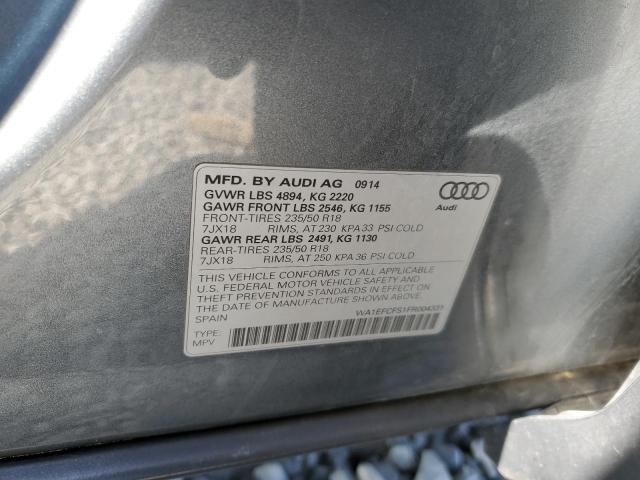 MFD. BY AUDI AG 0914
GVWR LBS 4894, KG 2220
GAWR FRONT LBS 2546, KG 1155
FRONT-TIRES 235/50 R18
7JX18 RIMS, AT 230 KPA 33 PSI COLD
GAWR REAR LBS 2491, KG 1130
REAR-TIRES 235/50 R18
7JX18 RIMS, AT 250 KPA 36 PSI COLD
Audi
THIS VEHICLE CONFORMS TO ALL APPLICABLE
U.S. FEDERAL MOTOR VEHICLE SAFETY AND
THEFT PREVENTION STANDARDS IN EFFECT ON
THE DATE OF MANUFACTURE SHOWN ABOVE.
SPAIN WA1EFCFS1FR004331
TYPE:
MPV